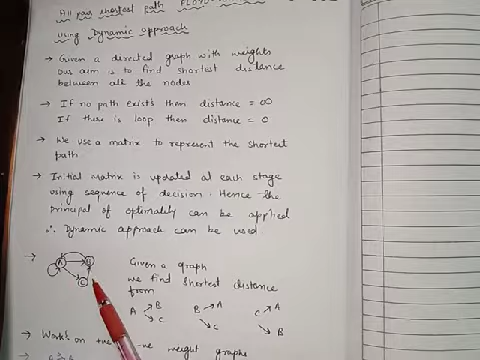 All pair shortest path FLOYD
using Dynamic approach
→ Given a directed graph with weights
our aim is to find shortest distance
between all the nodes
→ If no path exists then distance = ∞
If there is loop then distance = 0
→ We use a matrix to represent the shortest
path
→ Initial matrix is updated at each stage
using sequence of decision. Hence the
principal of optimality can be applied
∴ Dynamic approach can be used
→ A B Given a graph
C we find shortest distance
from
A → B B → A C → A
→ C → C → B
→ Works on +ve -ve weight graphs